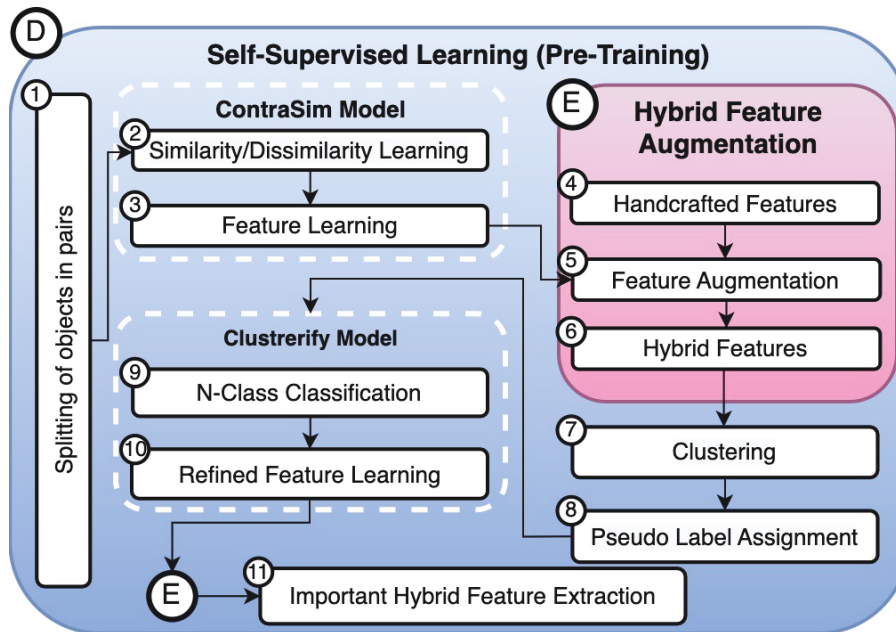 D
Self-Supervised Learning (Pre-Training)
1
Splitting of objects in pairs
ContraSim Model
2
Similarity/Dissimilarity Learning
3
Feature Learning
E
Hybrid Feature
Augmentation
4
Handcrafted Features
5
Feature Augmentation
6
Hybrid Features
7
Clustering
8
Pseudo Label Assignment
Clustrerify Model
9
N-Class Classification
10
Refined Feature Learning
E
11
Important Hybrid Feature Extraction